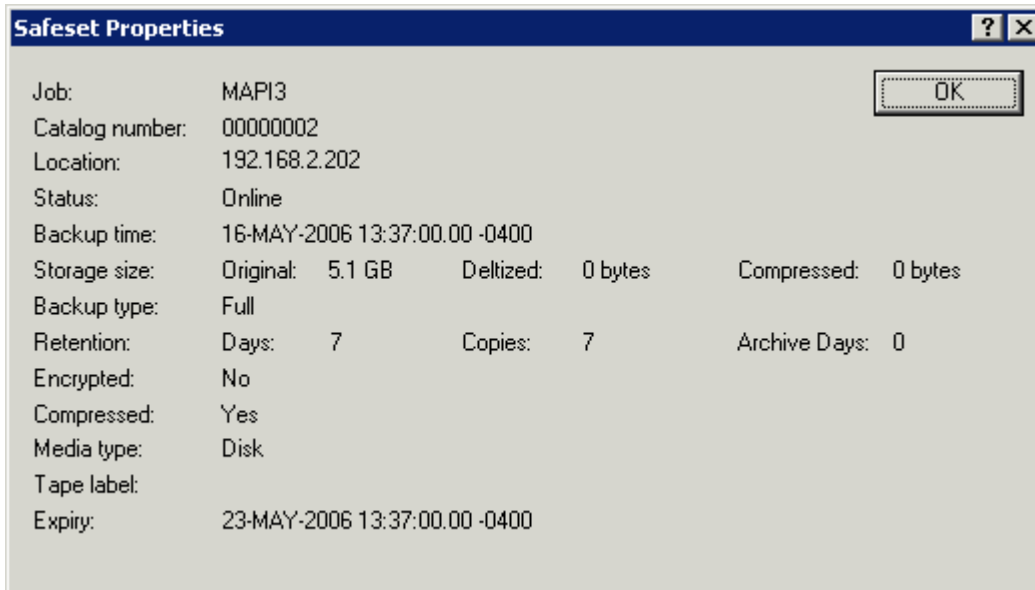 Safeset Properties
Job: MAPI3 OK
Catalog number: 00000002
Location: 192.168.2.202
Status: Online
Backup time: 16-MAY-2006 13:37:00.00 -0400
Storage size: Original: 5.1 GB Deltized: 0 bytes Compressed: 0 bytes
Backup type: Full
Retention: Days: 7 Copies: 7 Archive Days: 0
Encrypted: No
Compressed: Yes
Media type: Disk
Tape label:
Expiry: 23-MAY-2006 13:37:00.00 -0400